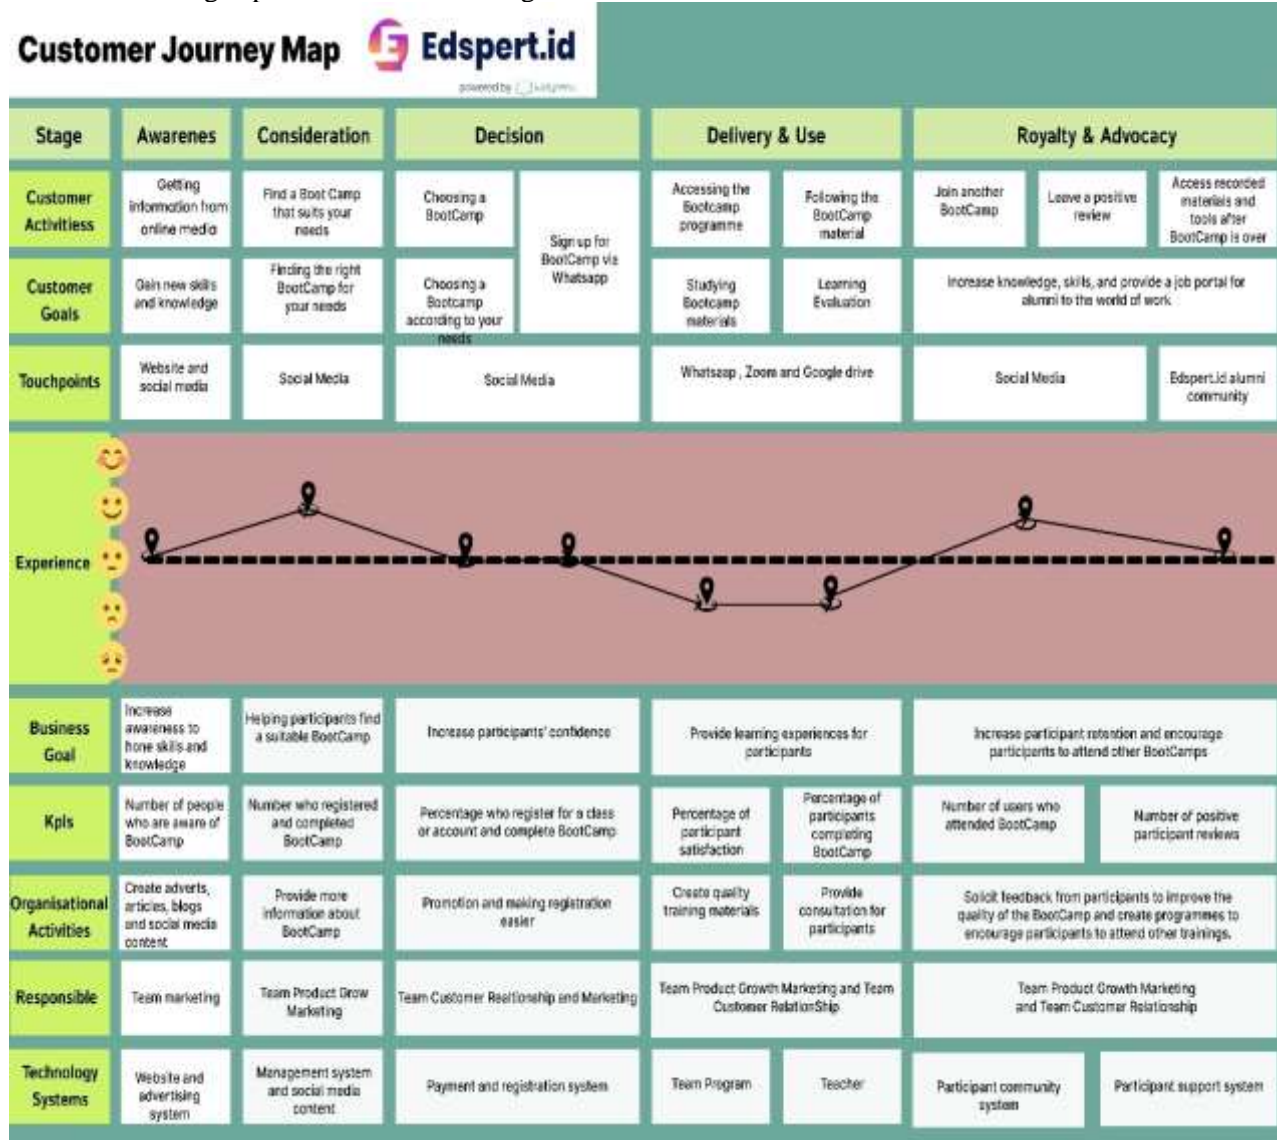 Customer Journey Map
Edspert.id
powered by
Stage
Awarenes
Consideration
Decision
Delivery & Use
Royalty & Advocacy
Customer
Activitiess
Getting
information from
online media
Find a Boot Camp
that suits your
needs
Choosing a
BootCamp
Sign up for
BootCamp via
Whatsapp
Accessing the
Bootcamp
programme
Following the
BootCamp
material
Join another
BootCamp
Leave a positive
review
Access recorded
materials and
tools after
BootCamp is over
Customer
Goals
Gain new skills
and knowledge
Finding the right
BootCamp for
your needs
Choosing a
Bootcamp
according to your
needs
Studying
Bootcamp
materials
Learning
Evaluation
Increase knowledge, skills, and provide a job portal for
alumni to the world of work
Touchpoints
Website and
social media
Social Media
Social Media
Whatsaap , Zoom and Google drive
Social Media
Edspert.id alumni
community
Experience
Business
Goal
Increase
awareness to
hone skills and
knowledge
Helping participants find
a suitable BootCamp
Increase participants' confidence
Provide learning experiences for
participants
Increase participant retention and encourage
participants to attend other BootCamps
KpIs
Number of people
who are aware of
BootCamp
Number who registered
and completed
BootCamp
Percentage who register for a class
or account and complete BootCamp
Percentage of
participant
satisfaction
Percentage of
participants
completing
BootCamp
Number of users who
attended BootCamp
Number of positive
participant reviews
Organisational
Activities
Create adverts,
articles, blogs
and social media
content
Provide more
information about
BootCamp
Promotion and making registration
easier
Create quality
training materials
Provide
consultation for
participants
Solicit feedback from participants to improve the
quality of the BootCamp and create programmes to
encourage participants to attend other trainings.
Responsible
Team marketing
Team Product Grow
Marketing
Team Customer Realtionship and Marketing
Team Product Growth Marketing and Team
Customer RelationShip
Team Product Growth Marketing
and Team Customer Relationship
Technology
Systems
Website and
advertising
system
Management system
and social media
content
Payment and registration system
Team Program
Teacher
Participant community
system
Participant support system